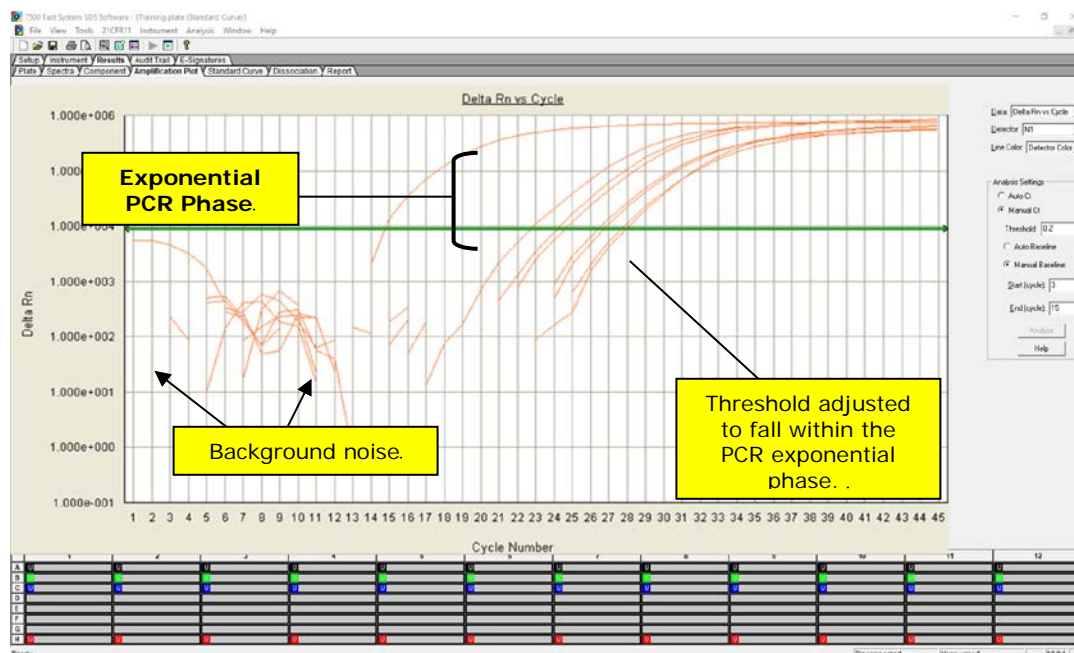 7500 Fast System SDS Software - [Training plate (Standard Curve)]
File View Tools 21CFR11 Instrument Analysis Window Help
Setup Instrument Results Audit Trail E-Signatures
Plate Spectra Component Amplification Plot Standard Curve Dissociation Report
Delta Rn vs Cycle
1.000e+006
1.000
1.000 e+004
1.000e+003
1.000e+002
1.000e+001
1.000e+000
1.000e-001
Delta Rn
Exponential
PCR Phase.
Background noise.
Threshold adjusted
to fall within the
PCR exponential
phase. .
1 2 3 4 5 6 7 8 9 10 11 12 13 14 15 16 17 18 19 20 21 22 23 24 25 26 27 28 29 30 31 32 33 34 35 36 37 38 39 40 41 42 43 44 45
Cycle Number
Data: Delta Rn vs Cycle
Detector: N1
Line Color: Detector Color
Analysis Settings
Auto Ct
Manual Ct
Threshold: 0.2
Auto Baseline
Manual Baseline:
Start (cycle): 3
End (cycle): 15
Analyze
Help
1 2 3 4 5 6 7 8 9 10 11 12
A U U U U U U U U U U U U
B
C U U U U U U U U U U U U
D
E
F
G
H U U U U U U U U U U U U